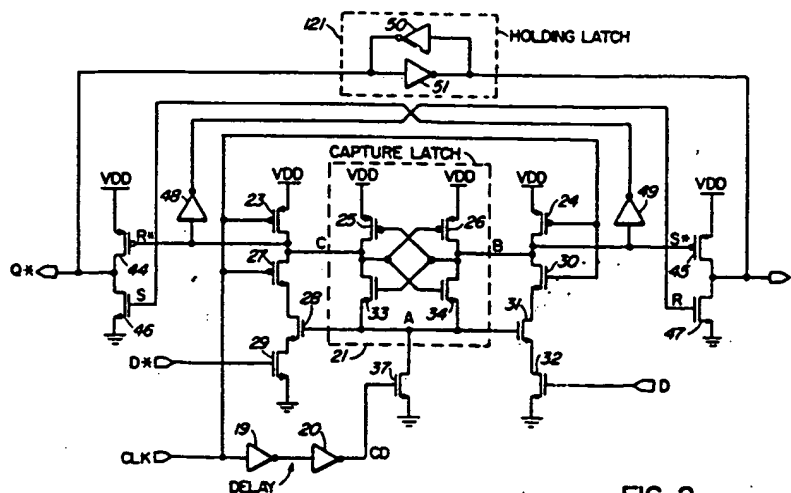 121
50
HOLDING LATCH
51
CAPTURE LATCH
VDD
VDD
VDD
VDD
VDD
VDD
48
23
25
26
24
49
R*
C
B
S*
44
45
Q*
27
30
S
33
34
31
R
46
28
A
47
29
21
32
D*
37
D
19
20
CLK
CD
DELAY